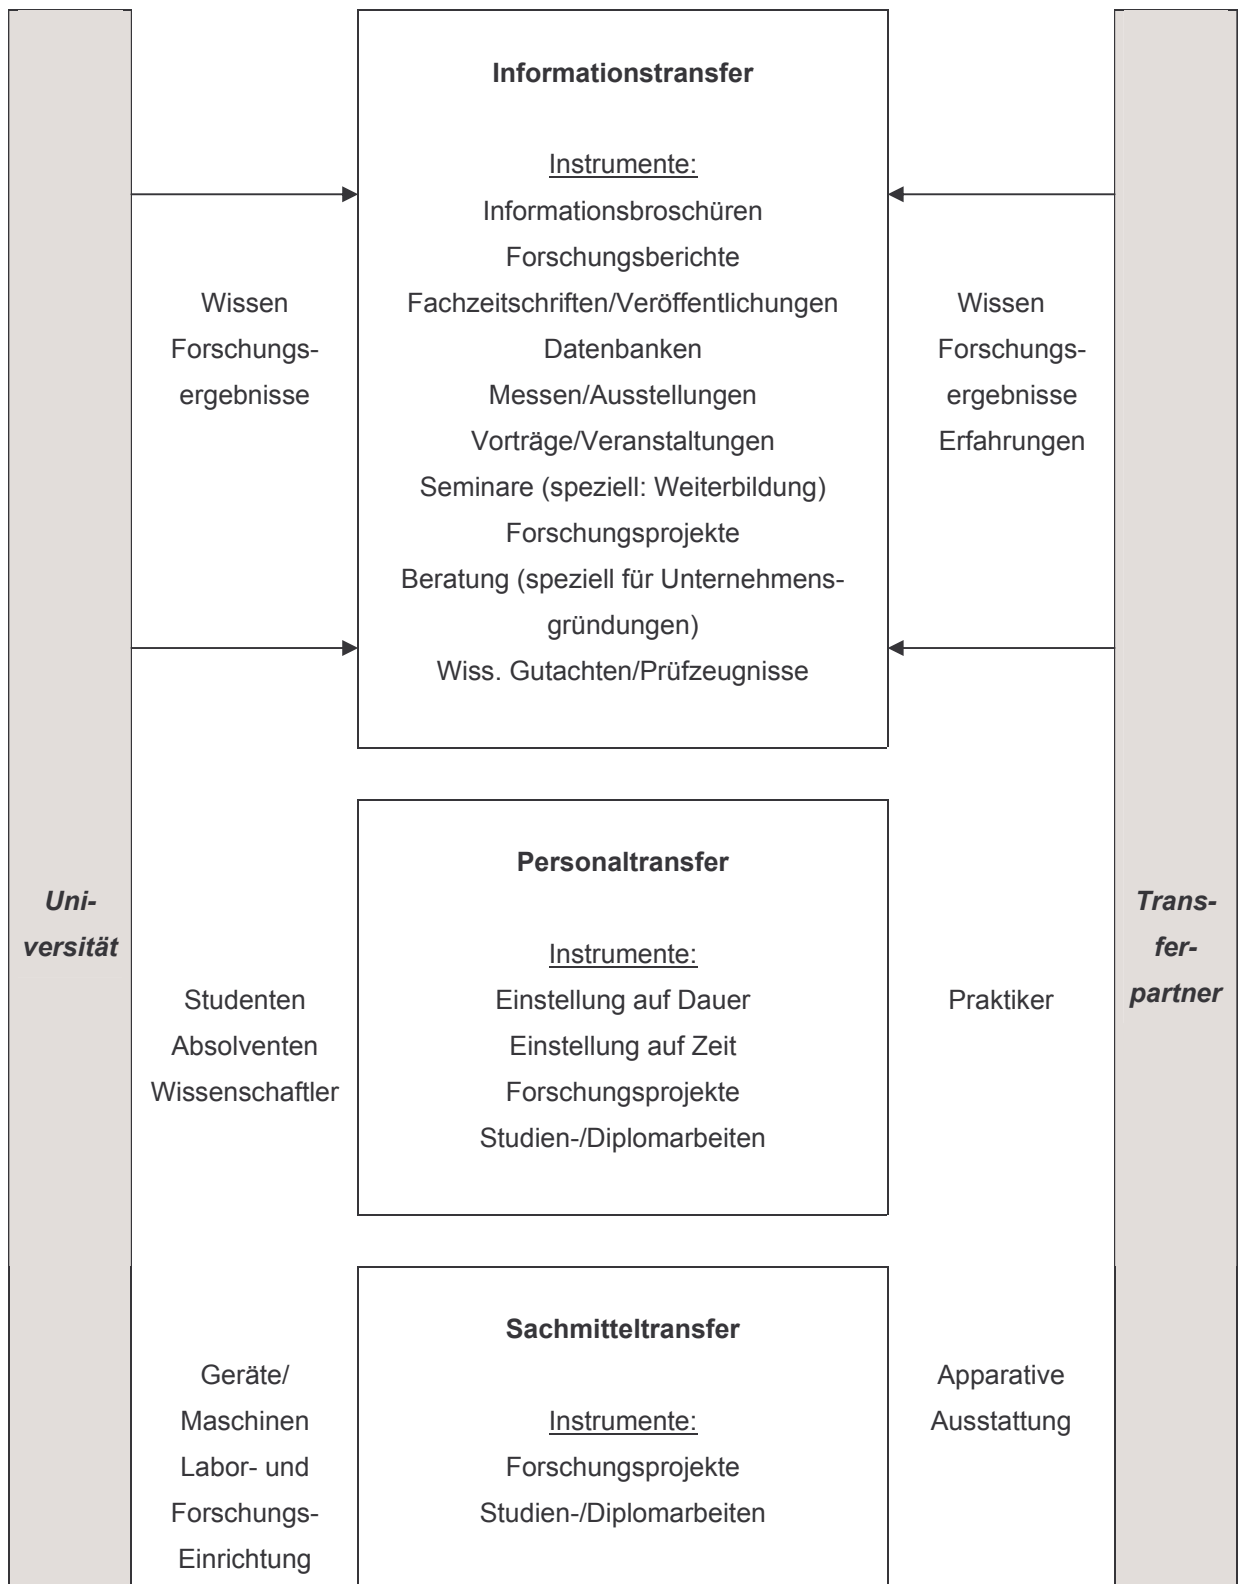 Informationstransfer
Instrumente:
Informationsbroschüren
Forschungsberichte
Wissen
Forschungs-
ergebnisse
Fachzeitschriften/Veröffentlichungen
Datenbanken
Messen/Ausstellungen
Vorträge/Veranstaltungen
Seminare (speziell: Weiterbildung)
Forschungsprojekte
Beratung (speziell für Unternehmens-
gründungen)
Wiss. Gutachten/Prüfzeugnisse
Wissen
Forschungs-
ergebnisse
Erfahrungen
Uni-
versität
Personaltransfer
Instrumente:
Studenten
Absolventen
Wissenschaftler
Einstellung auf Dauer
Einstellung auf Zeit
Forschungsprojekte
Studien-/Diplomarbeiten
Praktiker
Trans-
fer-
partner
Sachmitteltransfer
Geräte/
Maschinen
Labor- und
Forschungs-
Einrichtung
Instrumente:
Forschungsprojekte
Studien-/Diplomarbeiten
Apparative
Ausstattung